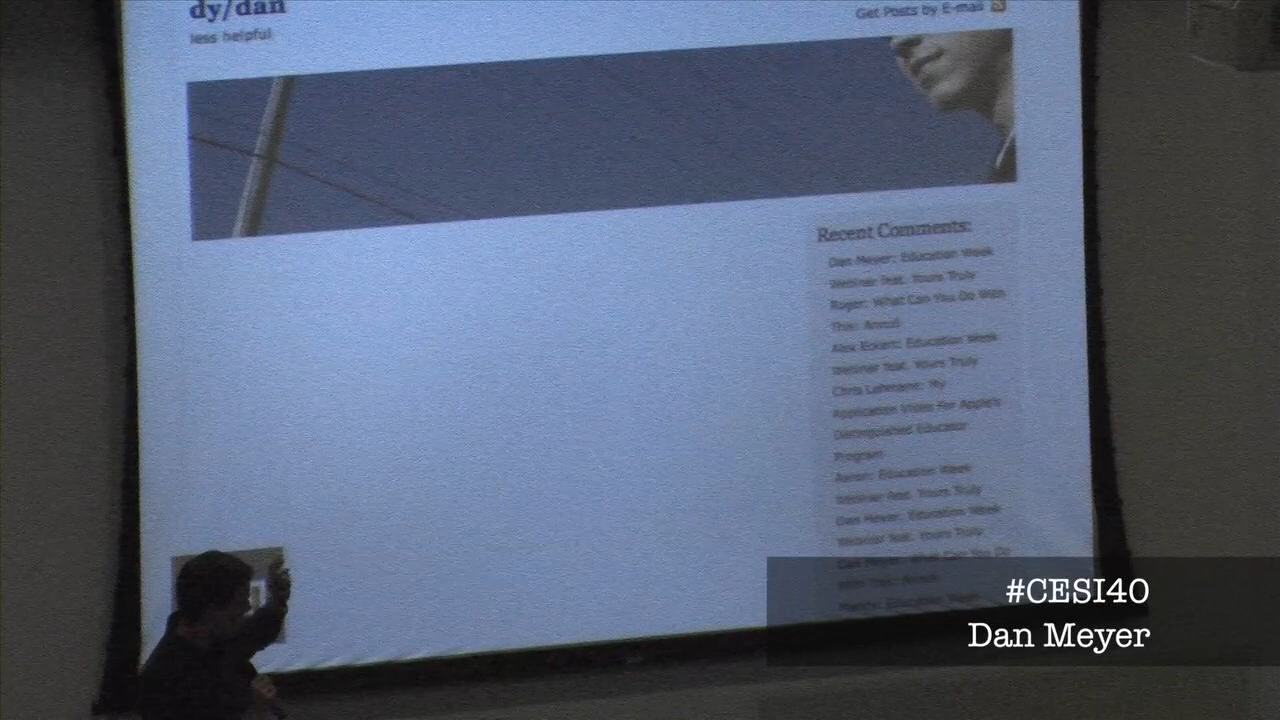 dy/dan
less helpful
Get Posts by E-mail
Recent Comments:
Dan Meyer: Education Week
Webinar feat. Yours Truly
Roger: What Can You Do With
This: Annuli
Alex Eckert: Education Week
Webinar feat. Yours Truly
Chris Lehmann: My
Application Video For Apple's
Distinguished Educator
Program
Aaron: Education Week
Webinar feat. Yours Truly
Dan Meyer: Education Week
Webinar feat. Yours Truly
Dan Meyer: What Can You Do
With This:
Education Week
#CESI40
Dan Meyer